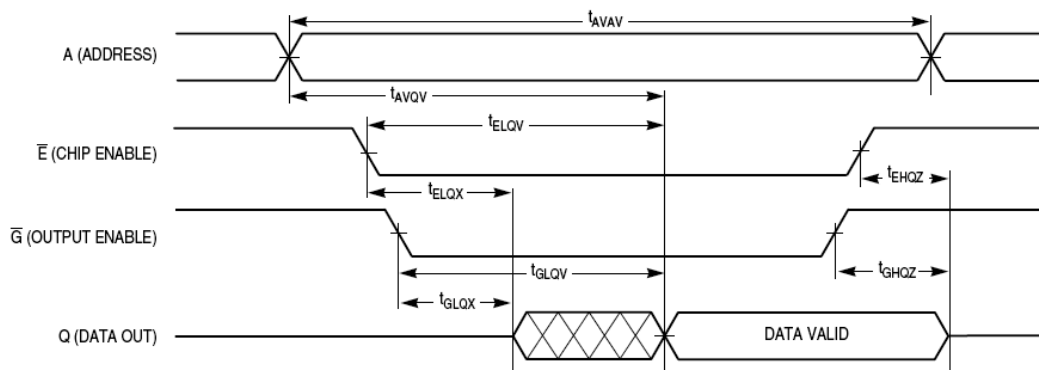 tAVAV
A (ADDRESS)
tAVQV
tELQV
E̅ (CHIP ENABLE)
tEHQZ
tELQX
G̅ (OUTPUT ENABLE)
tGLQV
tGHQZ
tGLQX
Q (DATA OUT)
DATA VALID